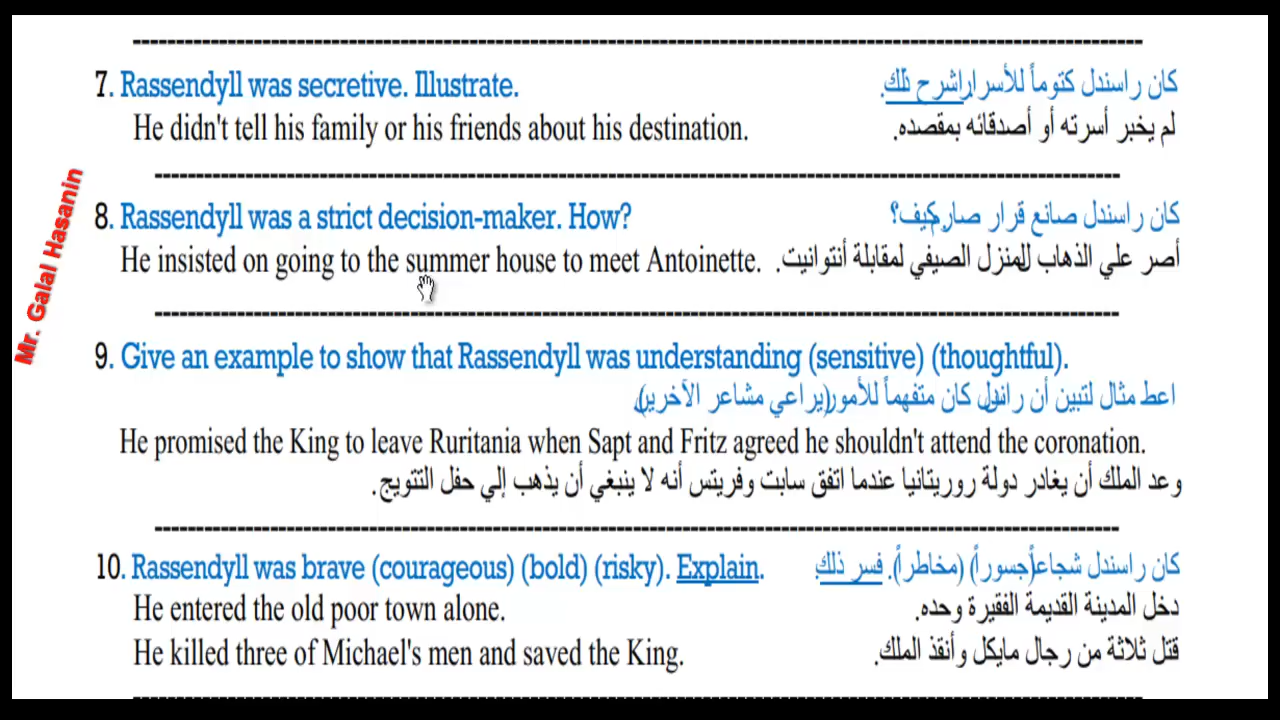 7. Rassendyll was secretive. Illustrate. كان راسندل كتوماً للأسرار. اشرح ذلك.
He didn't tell his family or his friends about his destination. لم يخبر أسرته أو أصدقائه بمقصده.
8. Rassendyll was a strict decision-maker. How? كان راسندل صانع قرار صارم. كيف؟
He insisted on going to the summer house to meet Antoinette. أصر علي الذهاب للمنزل الصيفي لمقابلة أنتوانيت.
9. Give an example to show that Rassendyll was understanding (sensitive) (thoughtful).
اعط مثال لتبين أن كان متفهماً للأمور (يراعي مشاعر الآخرين).
He promised the King to leave Ruritania when Sapt and Fritz agreed he shouldn't attend the coronation.
وعد الملك أن يغادر دولة روريتانيا عندما اتفق سابت وفريتس أنه لا ينبغي أن يذهب إلي حفل التتويج.
10. Rassendyll was brave (courageous) (bold) (risky). Explain. كان راسندل شجاعاً (جسوراً) (مخاطراً). فسر ذلك.
He entered the old poor town alone. دخل المدينة القديمة الفقيرة وحده.
He killed three of Michael's men and saved the King. قتل ثلاثة من رجال مايكل وأنقذ الملك.
Mr. Galal Hasanin